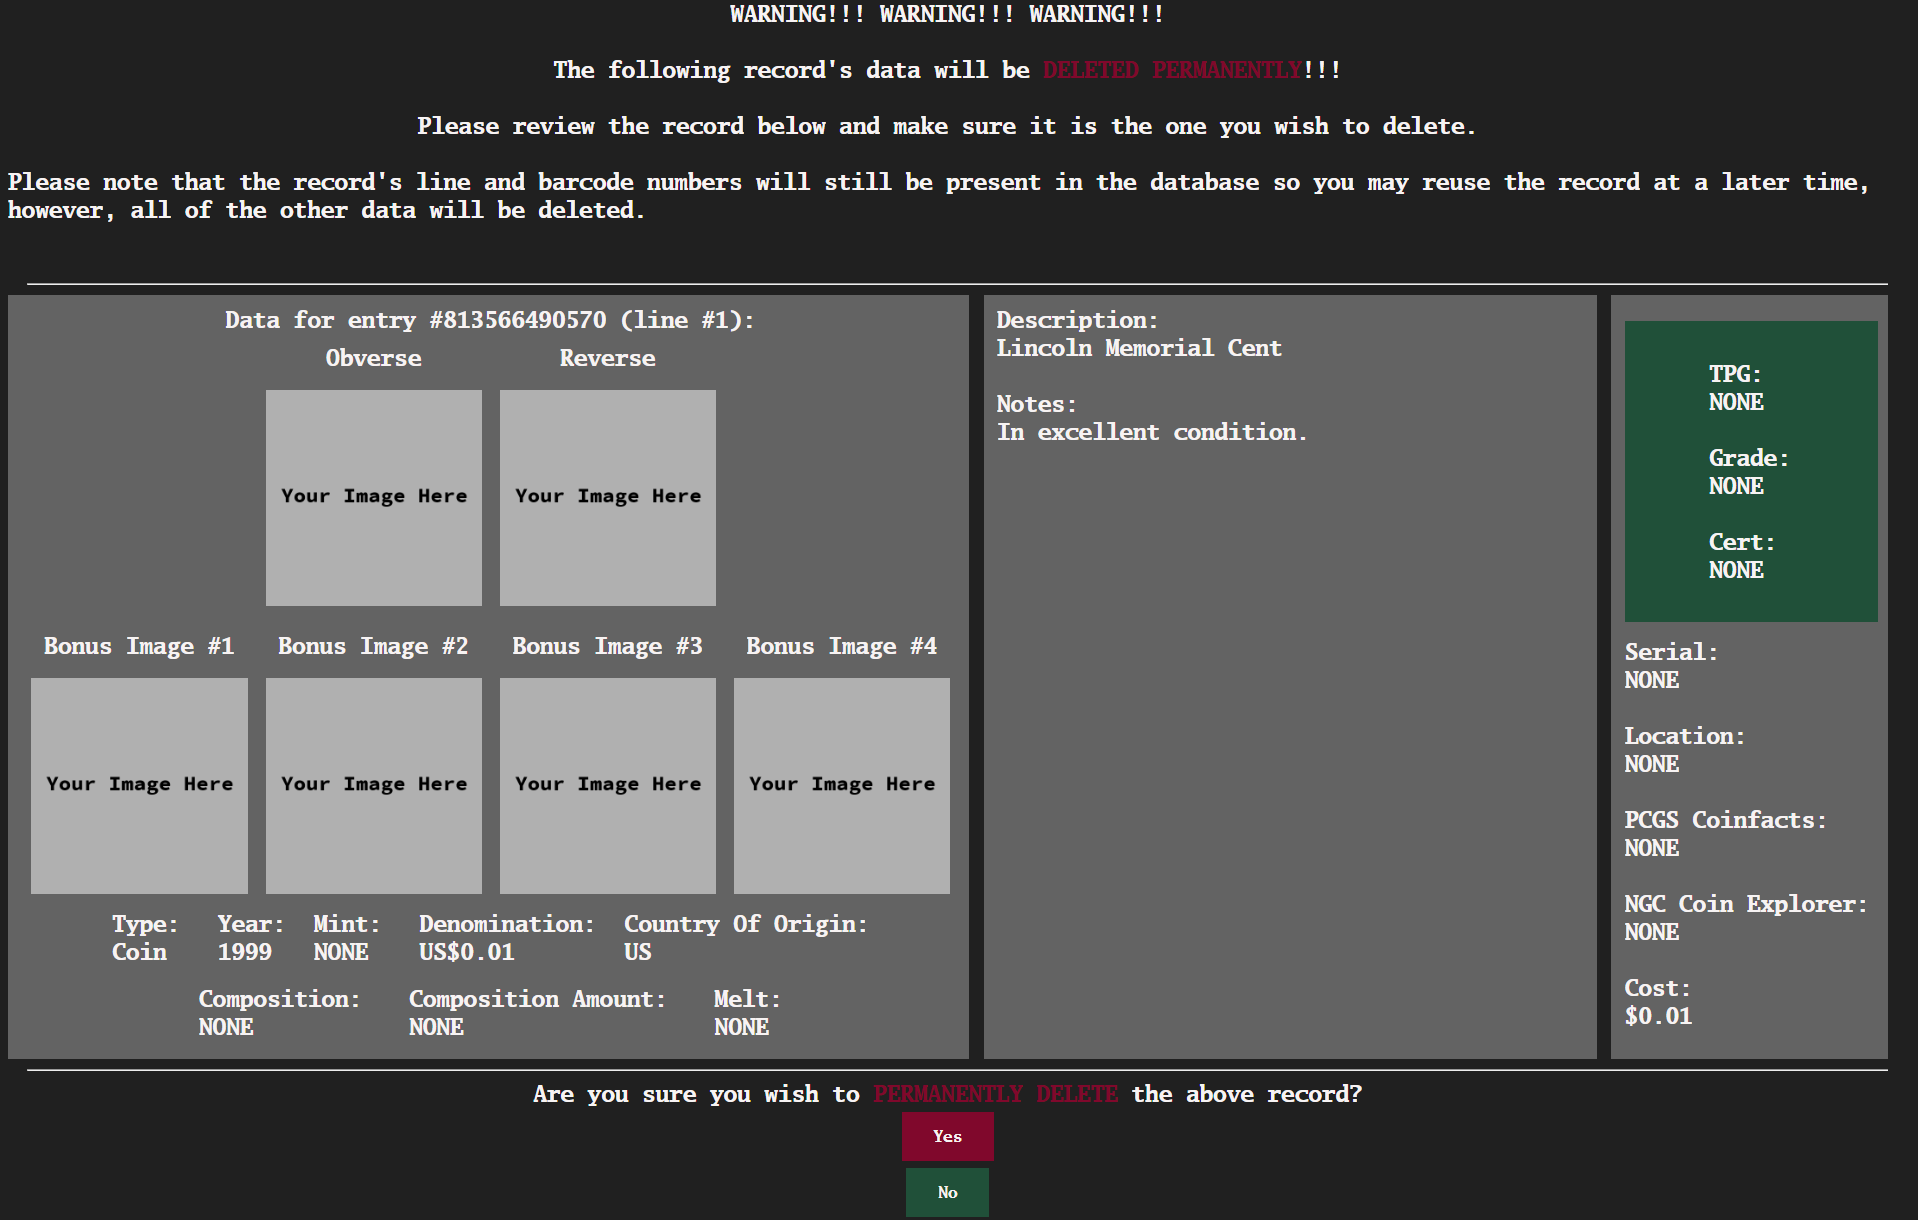 WARNING!!! WARNING!!! WARNING!!!
The following record's data will be DELETED PERMANENTLY!!!
Please review the record below and make sure it is the one you wish to delete.
Please note that the record's line and barcode numbers will still be present in the database so you may reuse the record at a later time,
however, all of the other data will be deleted.
Data for entry #813566490570 (line #1):
Obverse Reverse
Your Image Here Your Image Here
Bonus Image #1 Bonus Image #2 Bonus Image #3 Bonus Image #4
Your Image Here Your Image Here Your Image Here Your Image Here
Type: Year: Mint: Denomination: Country Of Origin:
Coin 1999 NONE US$0.01 US
Composition: Composition Amount: Melt:
NONE NONE NONE
Description:
Lincoln Memorial Cent
Notes:
In excellent condition.
TPG:
NONE
Grade:
NONE
Cert:
NONE
Serial:
NONE
Location:
NONE
PCGS Coinfacts:
NONE
NGC Coin Explorer:
NONE
Cost:
$0.01
Are you sure you wish to PERMANENTLY DELETE the above record?
Yes
No